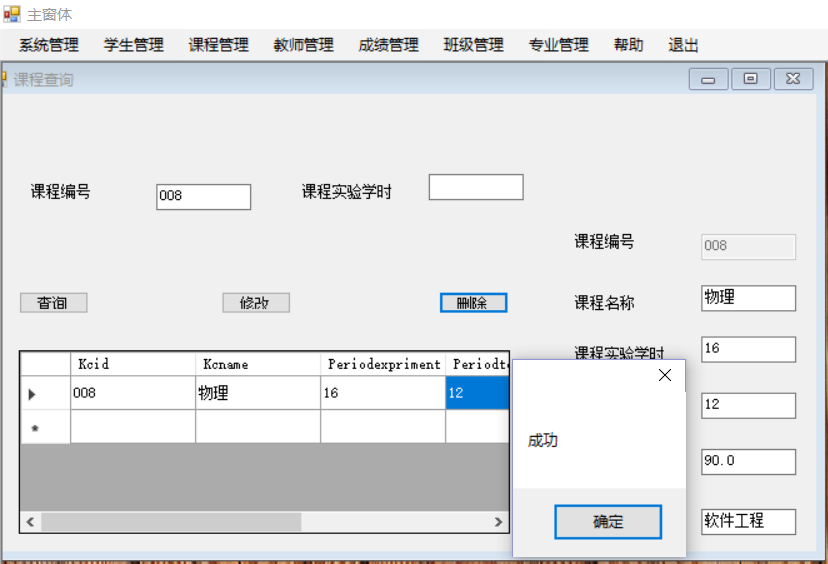 主窗体
系统管理 学生管理 课程管理 教师管理 成绩管理 班级管理 专业管理 帮助 退出
课程查询
课程编号 008 课程实验学时
课程编号 008
查询 修改 删除 课程名称 物理
课程实验学时 16
Kcid Kcname Periodexpriment Periodte
008 物理 16 12
12
成功
90.0
确定
软件工程